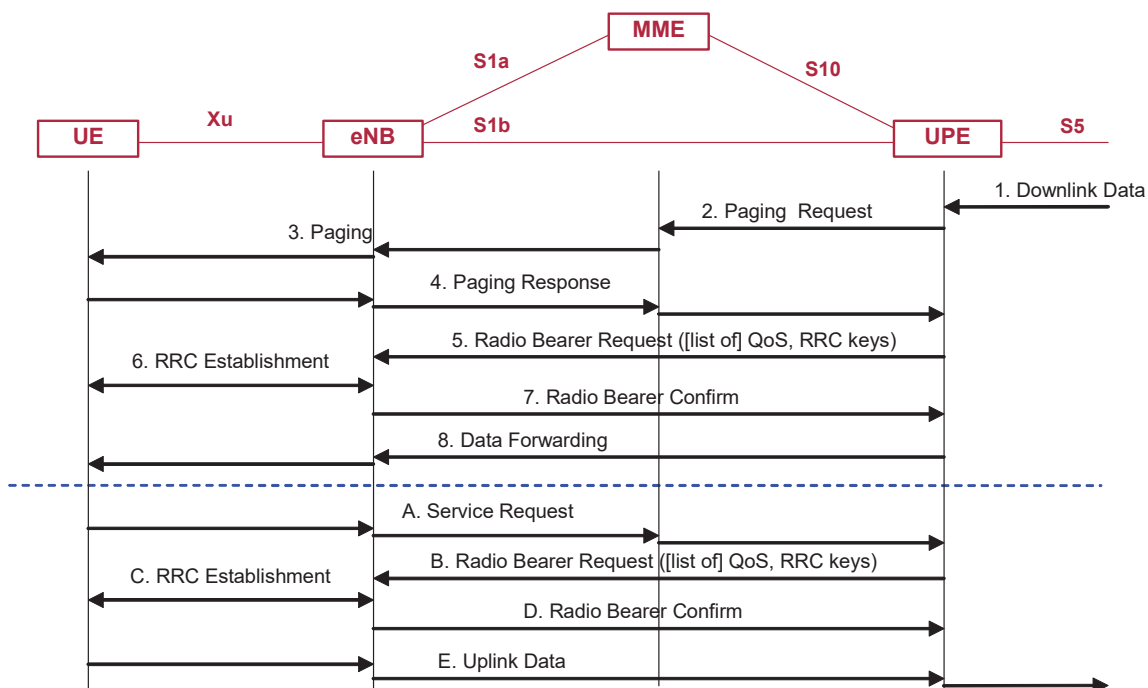 MME
S1a
S10
Xu
S1b
S5
UE
eNB
UPE
1. Downlink Data
2. Paging Request
3. Paging
4. Paging Response
5. Radio Bearer Request ([list of] QoS, RRC keys)
6. RRC Establishment
7. Radio Bearer Confirm
8. Data Forwarding
A. Service Request
B. Radio Bearer Request ([list of] QoS, RRC keys)
C. RRC Establishment
D. Radio Bearer Confirm
E. Uplink Data